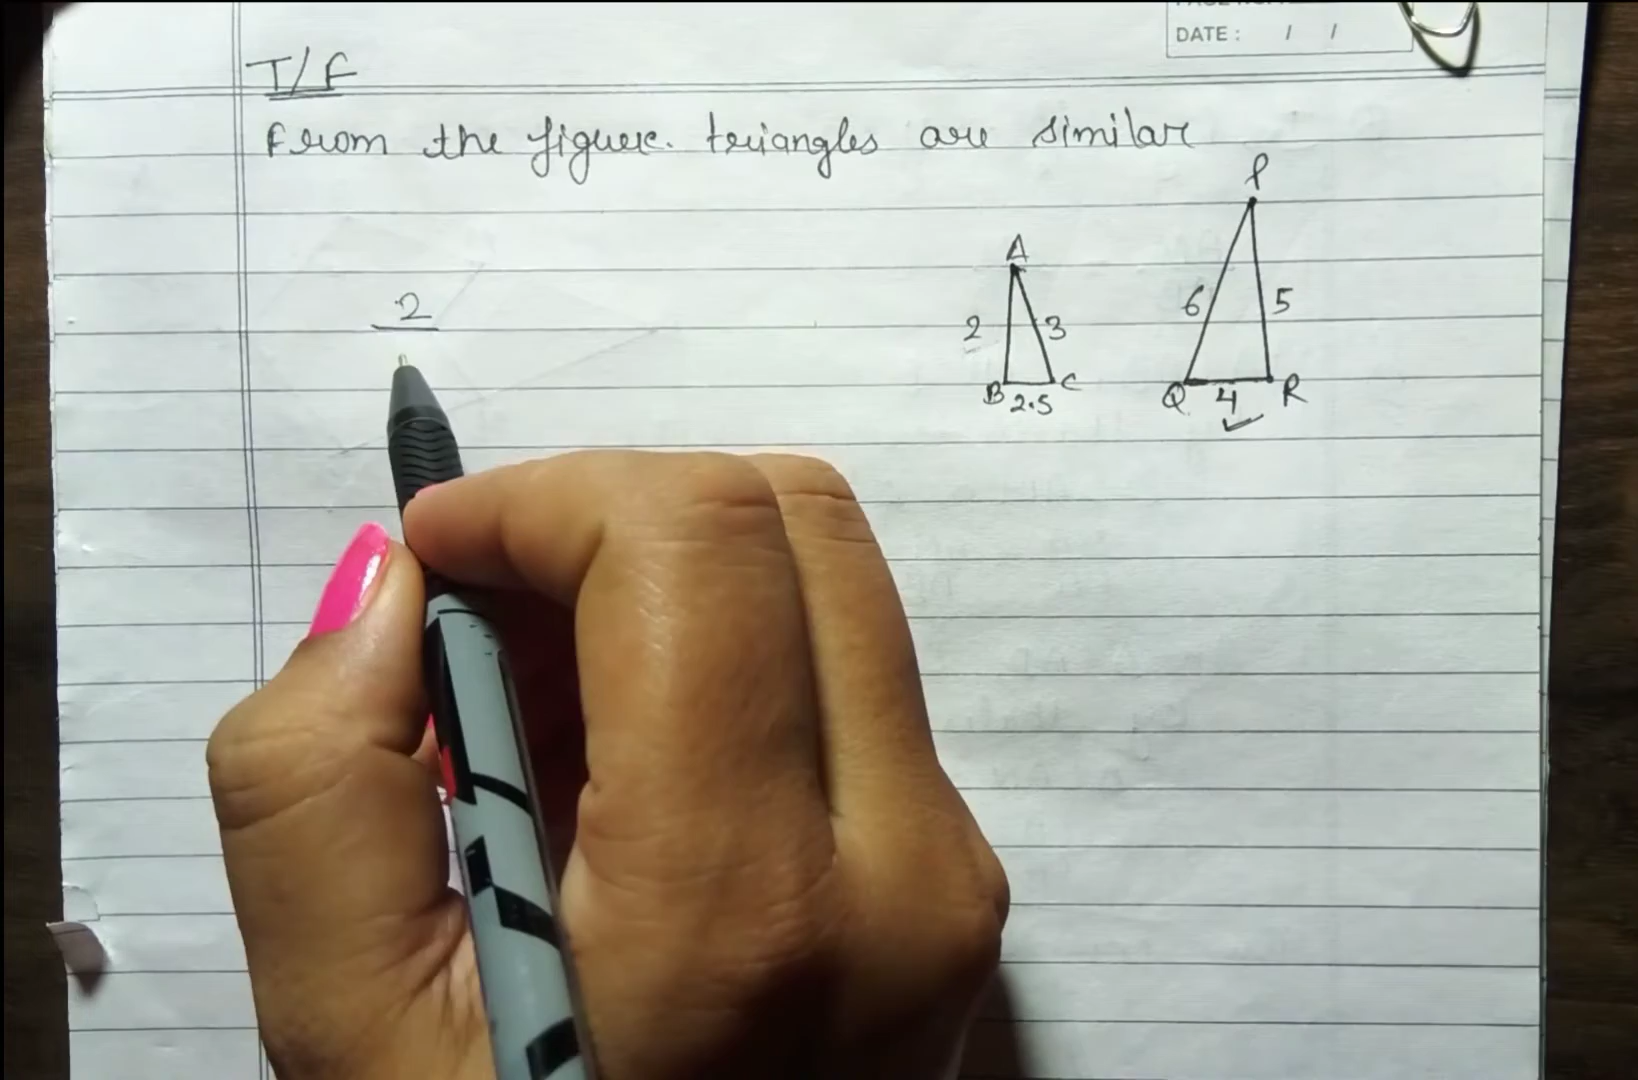 DATE: / /
T/F
From the figure. triangles are similar
P
A
2
6 5
2 3
B C
2.5
Q 4 R